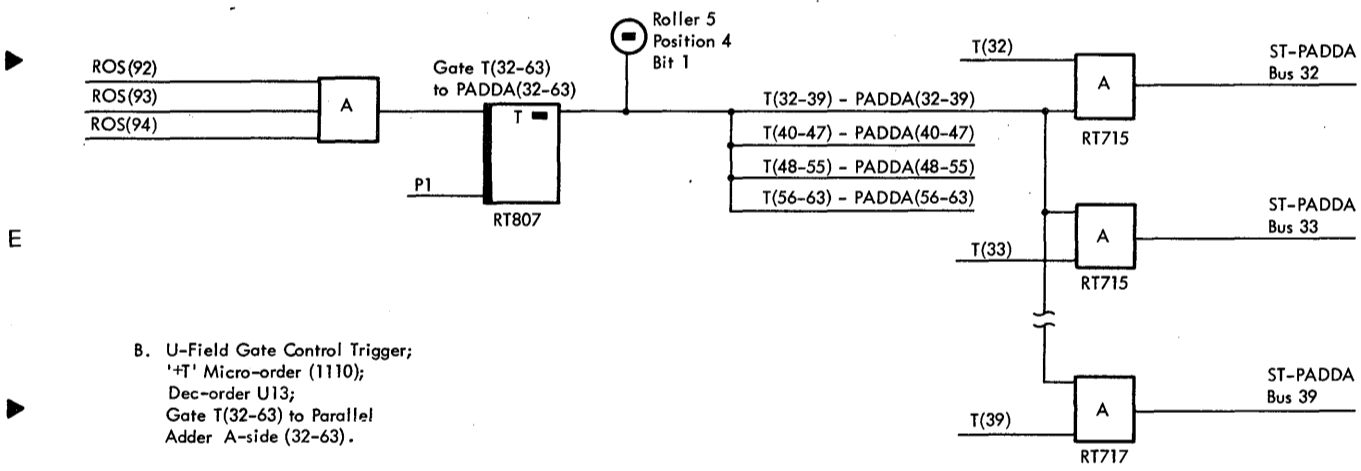 Roller 5
Position 4
Bit 1
ROS(92)
ROS(93)
ROS(94)
A
Gate T(32-63)
to PADDA(32-63)
T
P1
RT807
T(32-39) - PADDA(32-39)
T(40-47) - PADDA(40-47)
T(48-55) - PADDA(48-55)
T(56-63) - PADDA(56-63)
T(32)
A
RT715
ST-PADDA
Bus 32
T(33)
A
RT715
ST-PADDA
Bus 33
T(39)
A
RT717
ST-PADDA
Bus 39
E
B. U-Field Gate Control Trigger;
'+T' Micro-order (1110);
Dec-order U13;
Gate T(32-63) to Parallel
Adder A-side (32-63).